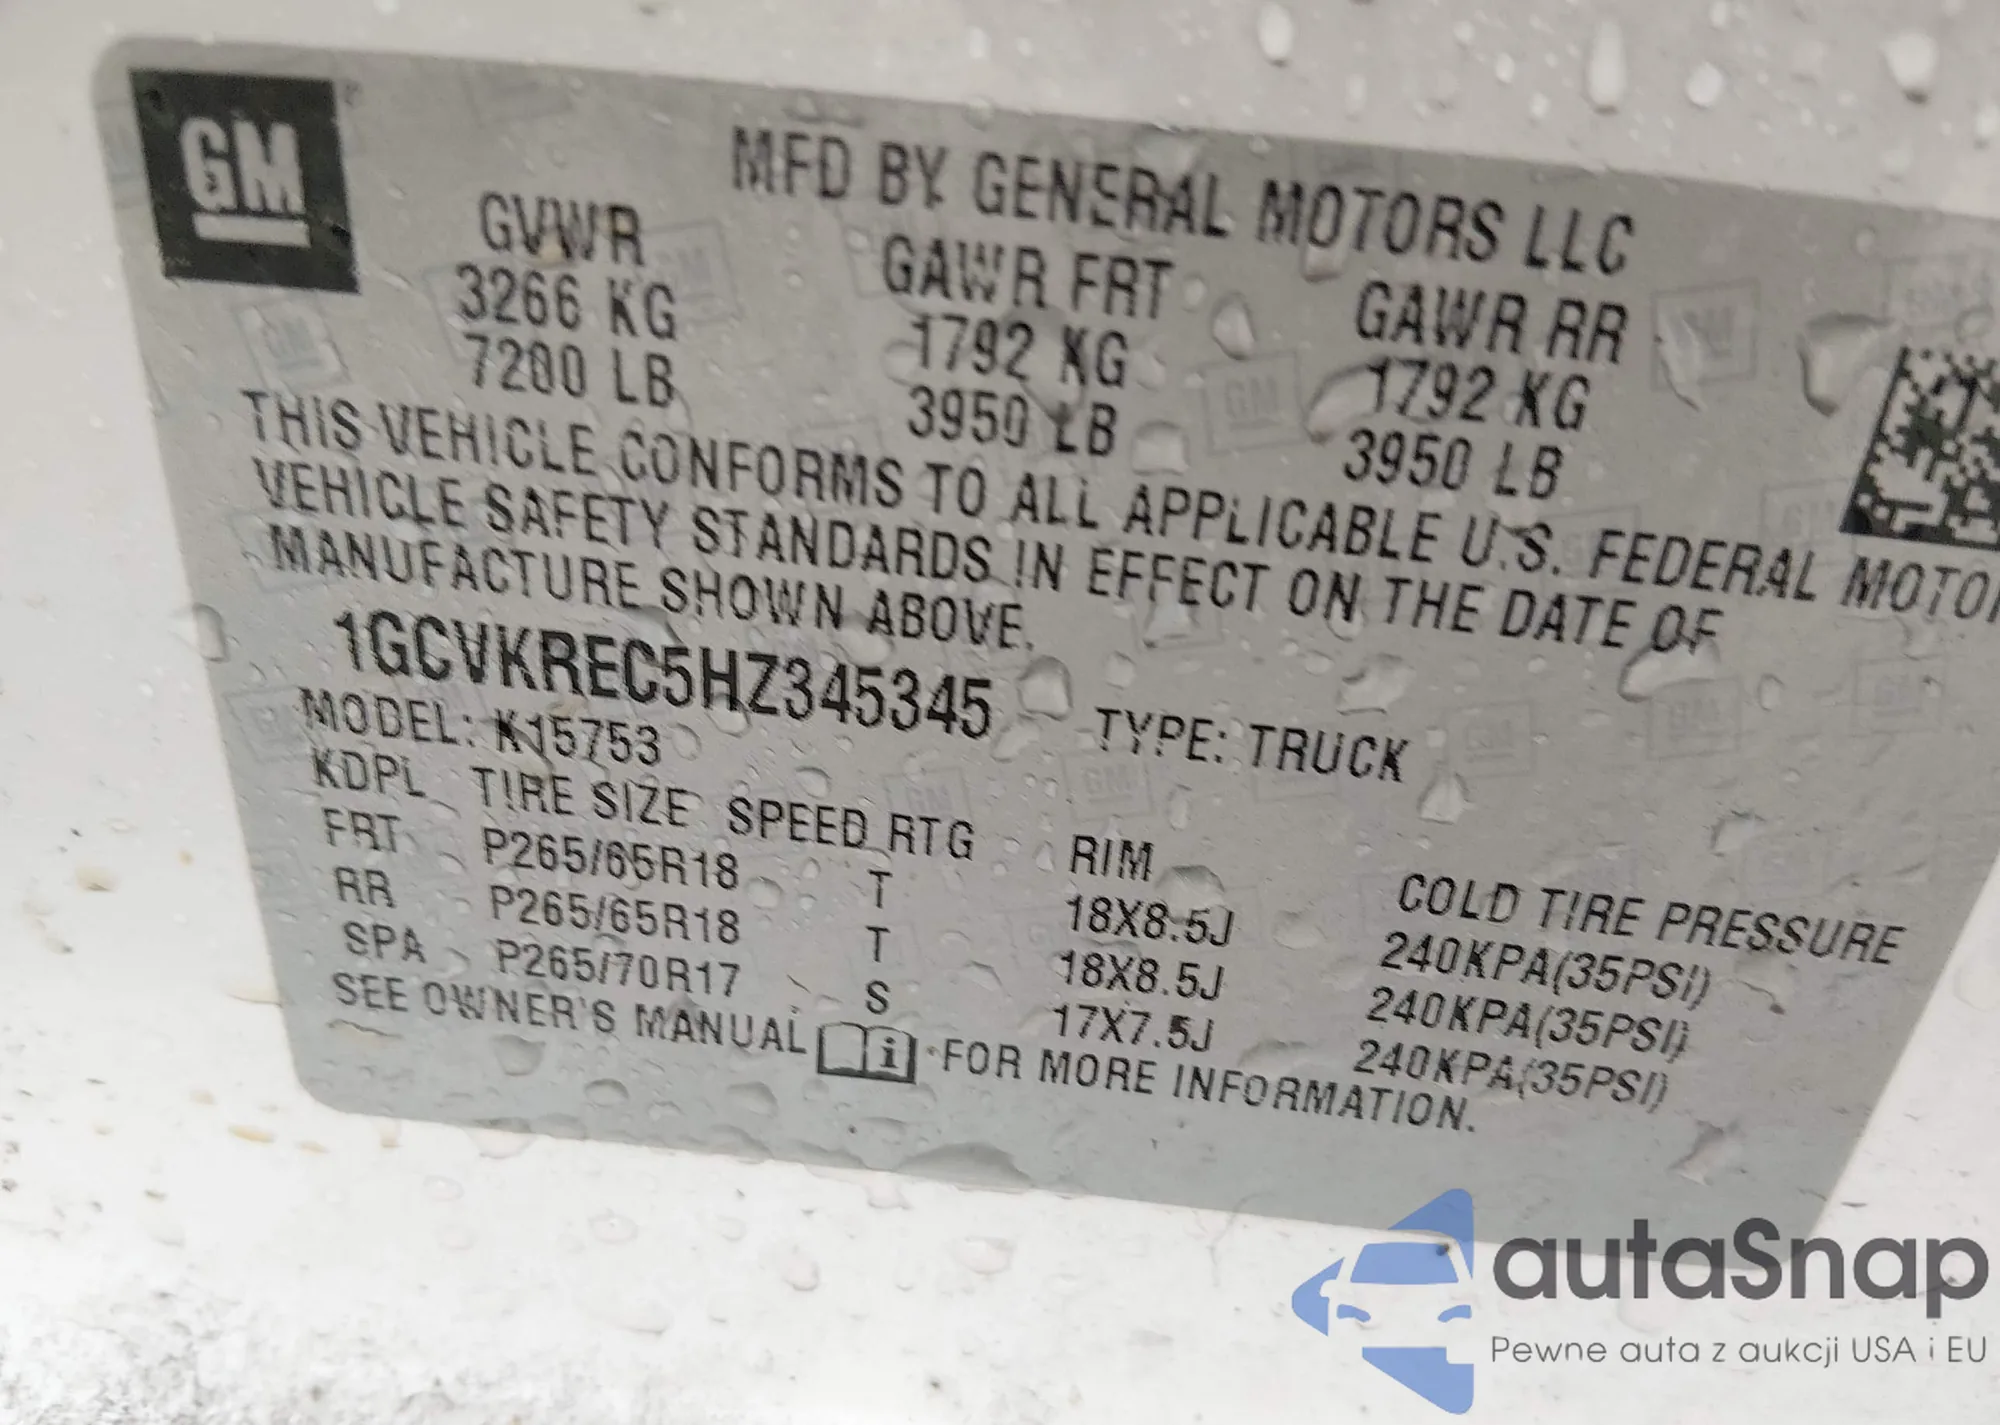 GM
MFD BY GENERAL MOTORS LLC
GVWR GAWR FRT GAWR RR
3266 KG 1792 KG 1792 KG
7200 LB 3950 LB 3950 LB
THIS VEHICLE CONFORMS TO ALL APPLICABLE U.S. FEDERAL MOTOR
VEHICLE SAFETY STANDARDS IN EFFECT ON THE DATE OF
MANUFACTURE SHOWN ABOVE.
1GCVKREC5HZ345345 TYPE: TRUCK
MODEL: K15753
KDPL TIRE SIZE SPEED RTG RIM COLD TIRE PRESSURE
FRT P265/65R18 T 18X8.5J 240KPA(35PSI)
RR P265/65R18 T 18X8.5J 240KPA(35PSI)
SPA P265/70R17 S 17X7.5J 240KPA(35PSI)
SEE OWNER'S MANUAL FOR MORE INFORMATION.
autaSnap
Pewne auta z aukcji USA i EU